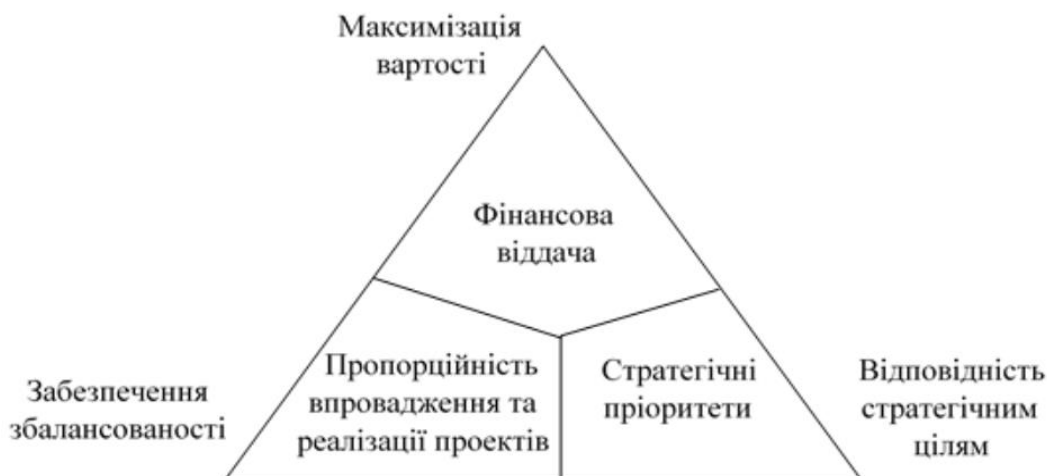 Максимізація
вартості
Фінансова
віддача
Забезпечення
збалансованості
Пропорційність
впровадження та
реалізації проектів
Стратегічні
пріоритети
Відповідність
стратегічним
цілям